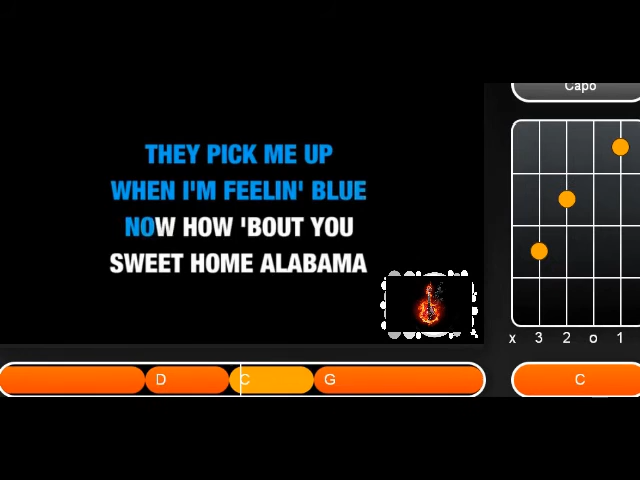 Capo
THEY PICK ME UP
WHEN I'M FEELIN' BLUE
NOW HOW 'BOUT YOU
SWEET HOME ALABAMA
x 3 2 o 1
D C G
C